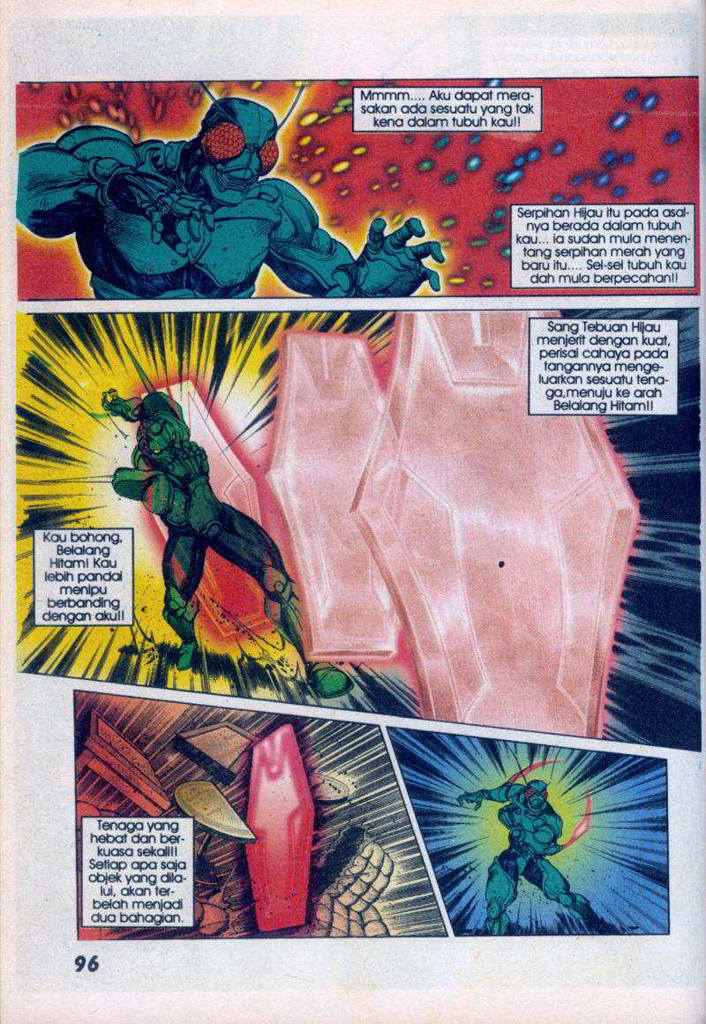 Mmmm.... Aku dapat mera-
sakan ada sesuatu yang tak
kena dalam tubuh kau!!
Serpihan Hijau itu pada asal-
nya berada dalam tubuh
kau... ia sudah mula menen-
tang serpihan merah yang
baru itu.... Sel-sel tubuh kau
dah mula berpecahan!!
Sang Tebuan Hijau
menjerit dengan kuat,
perisai cahaya pada
tangannya menge-
luarkan sesuatu tena-
ga,menuju ke arah
Belalang Hitam!!
Kau bohong,
Belalang
Hitam! Kau
lebih pandai
menipu
berbanding
dengan aku!!
Tenaga yang
hebat dan ber-
kuasa sekali!!
Setiap apa saja
objek yang dila-
lui, akan ter-
belah menjadi
dua bahagian.
96